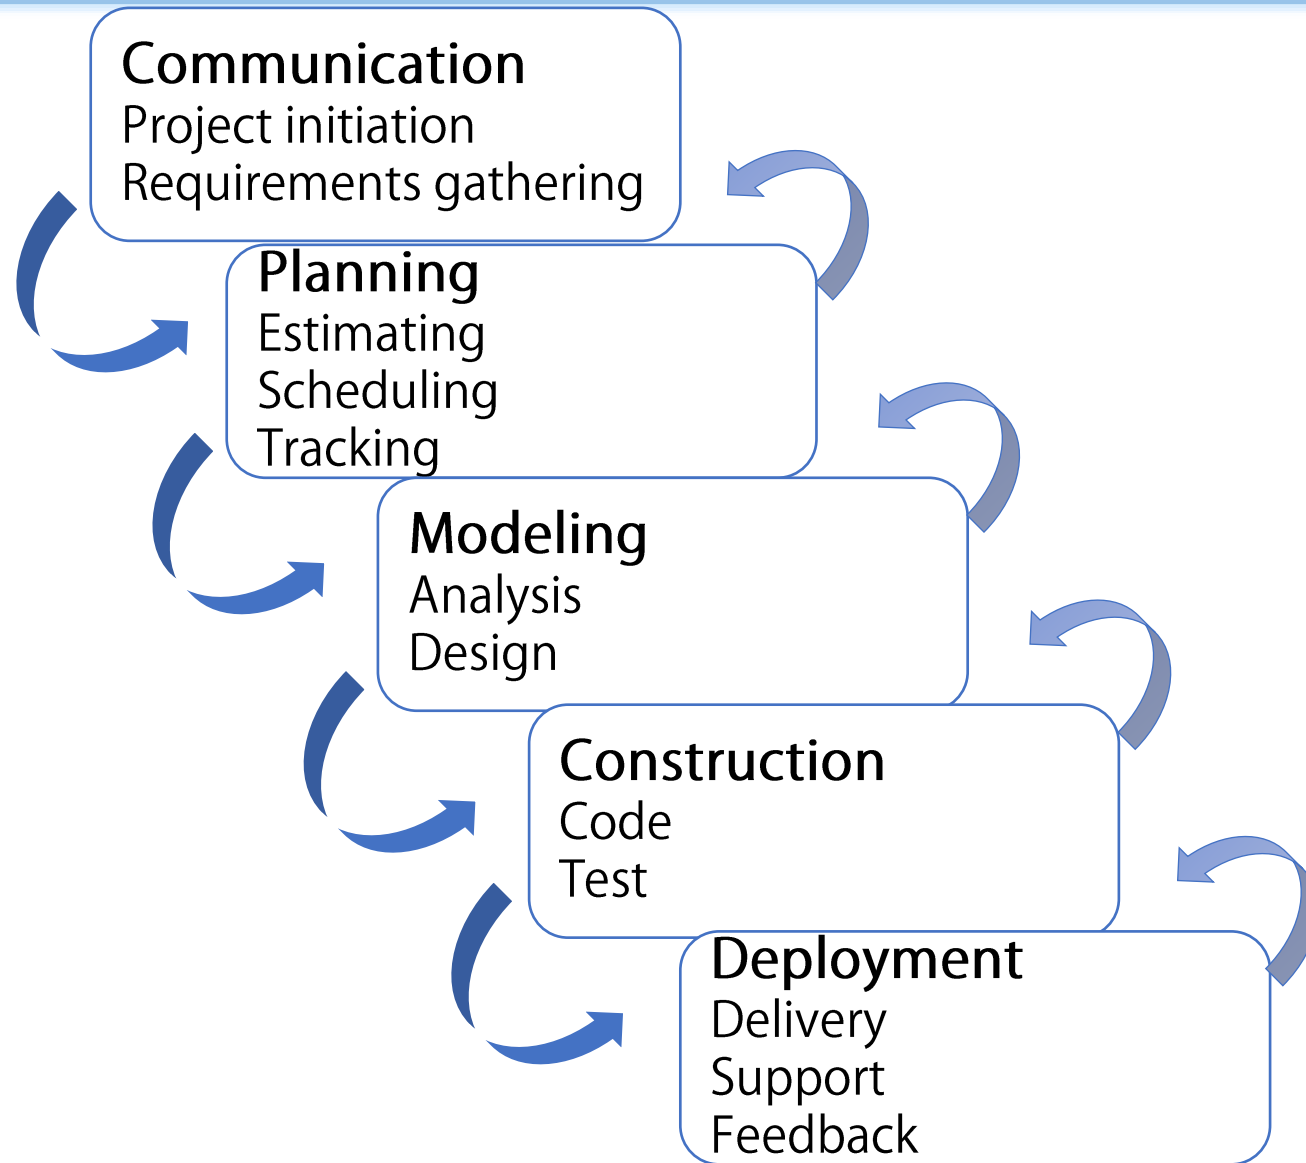 Communication
Project initiation
Requirements gathering
Planning
Estimating
Scheduling
Tracking
Modeling
Analysis
Design
Construction
Code
Test
Deployment
Delivery
Support
Feedback